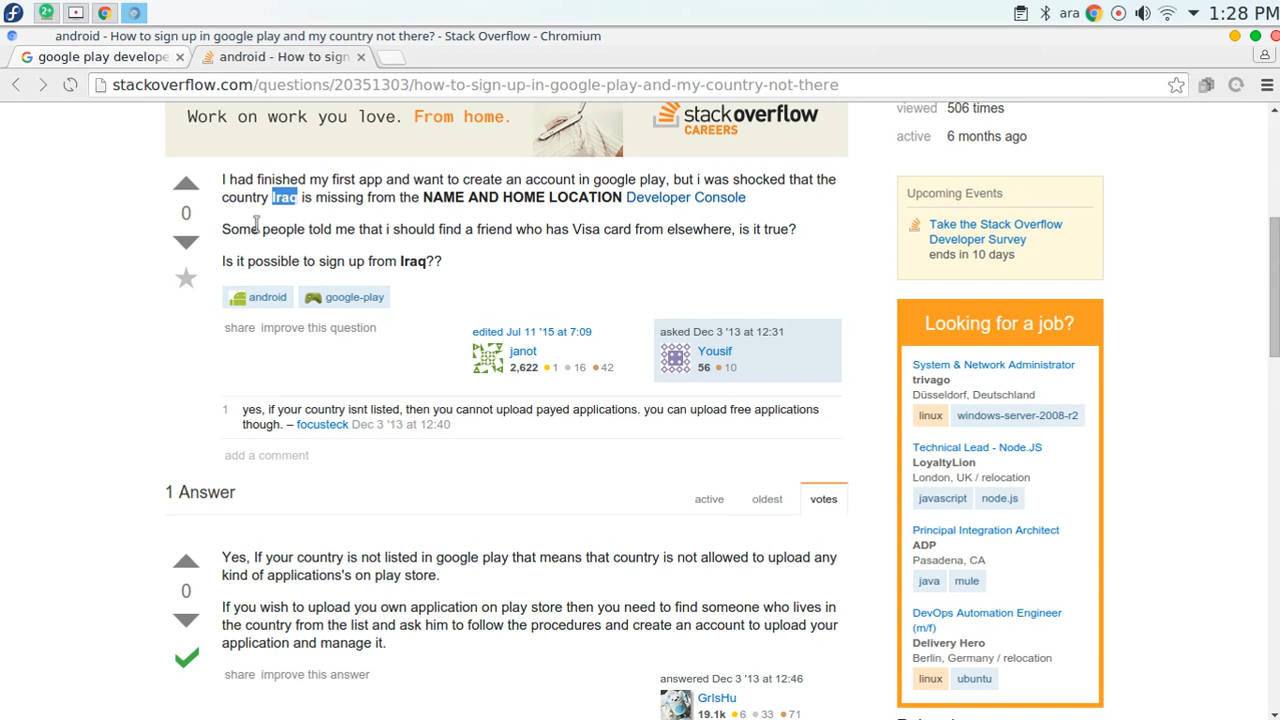 ara
1:28 PM
android - How to sign up in google play and my country not there? - Stack Overflow - Chromium
google play develope
android - How to sign
stackoverflow.com/questions/20351303/how-to-sign-up-in-google-play-and-my-country-not-there
Work on work you love. From home.
stackoverflow
CAREERS
viewed 506 times
active 6 months ago
I had finished my first app and want to create an account in google play, but i was shocked that the
country Iraq is missing from the NAME AND HOME LOCATION Developer Console
0
Some people told me that i should find a friend who has Visa card from elsewhere, is it true?
Is it possible to sign up from Iraq??
android google-play
share improve this question
edited Jul 11 '15 at 7:09
janot
2,622 1 16 42
asked Dec 3 '13 at 12:31
Yousif
56 10
1 yes, if your country isnt listed, then you cannot upload payed applications. you can upload free applications
though. – focusteck Dec 3 '13 at 12:40
add a comment
1 Answer
active oldest votes
Yes, If your country is not listed in google play that means that country is not allowed to upload any
kind of applications's on play store.
0
If you wish to upload you own application on play store then you need to find someone who lives in
the country from the list and ask him to follow the procedures and create an account to upload your
application and manage it.
share improve this answer
answered Dec 3 '13 at 12:46
GrIsHu
19.1k 6 33 71
Upcoming Events
Take the Stack Overflow
Developer Survey
ends in 10 days
Looking for a job?
System & Network Administrator
trivago
Düsseldorf, Deutschland
linux windows-server-2008-r2
Technical Lead - Node.JS
LoyaltyLion
London, UK / relocation
javascript node.js
Principal Integration Architect
ADP
Pasadena, CA
java mule
DevOps Automation Engineer
(m/f)
Delivery Hero
Berlin, Germany / relocation
linux ubuntu